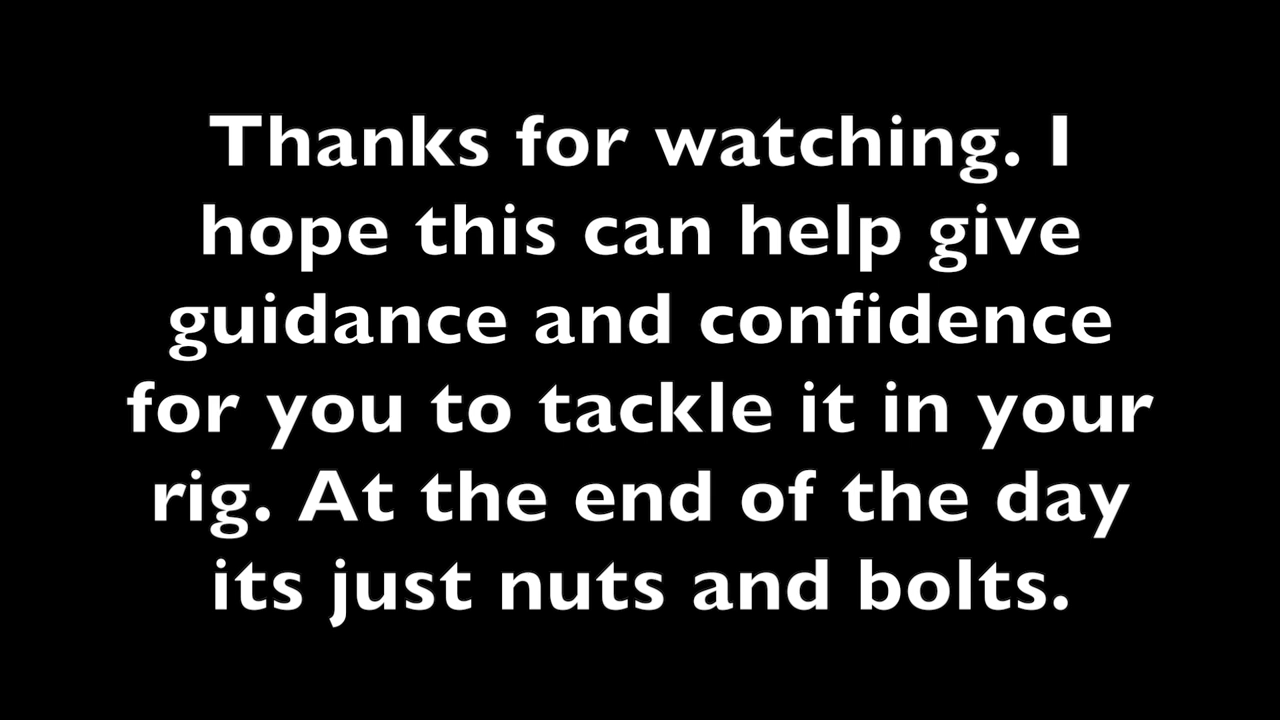 Thanks for watching. I
hope this can help give
guidance and confidence
for you to tackle it in your
rig. At the end of the day
its just nuts and bolts.